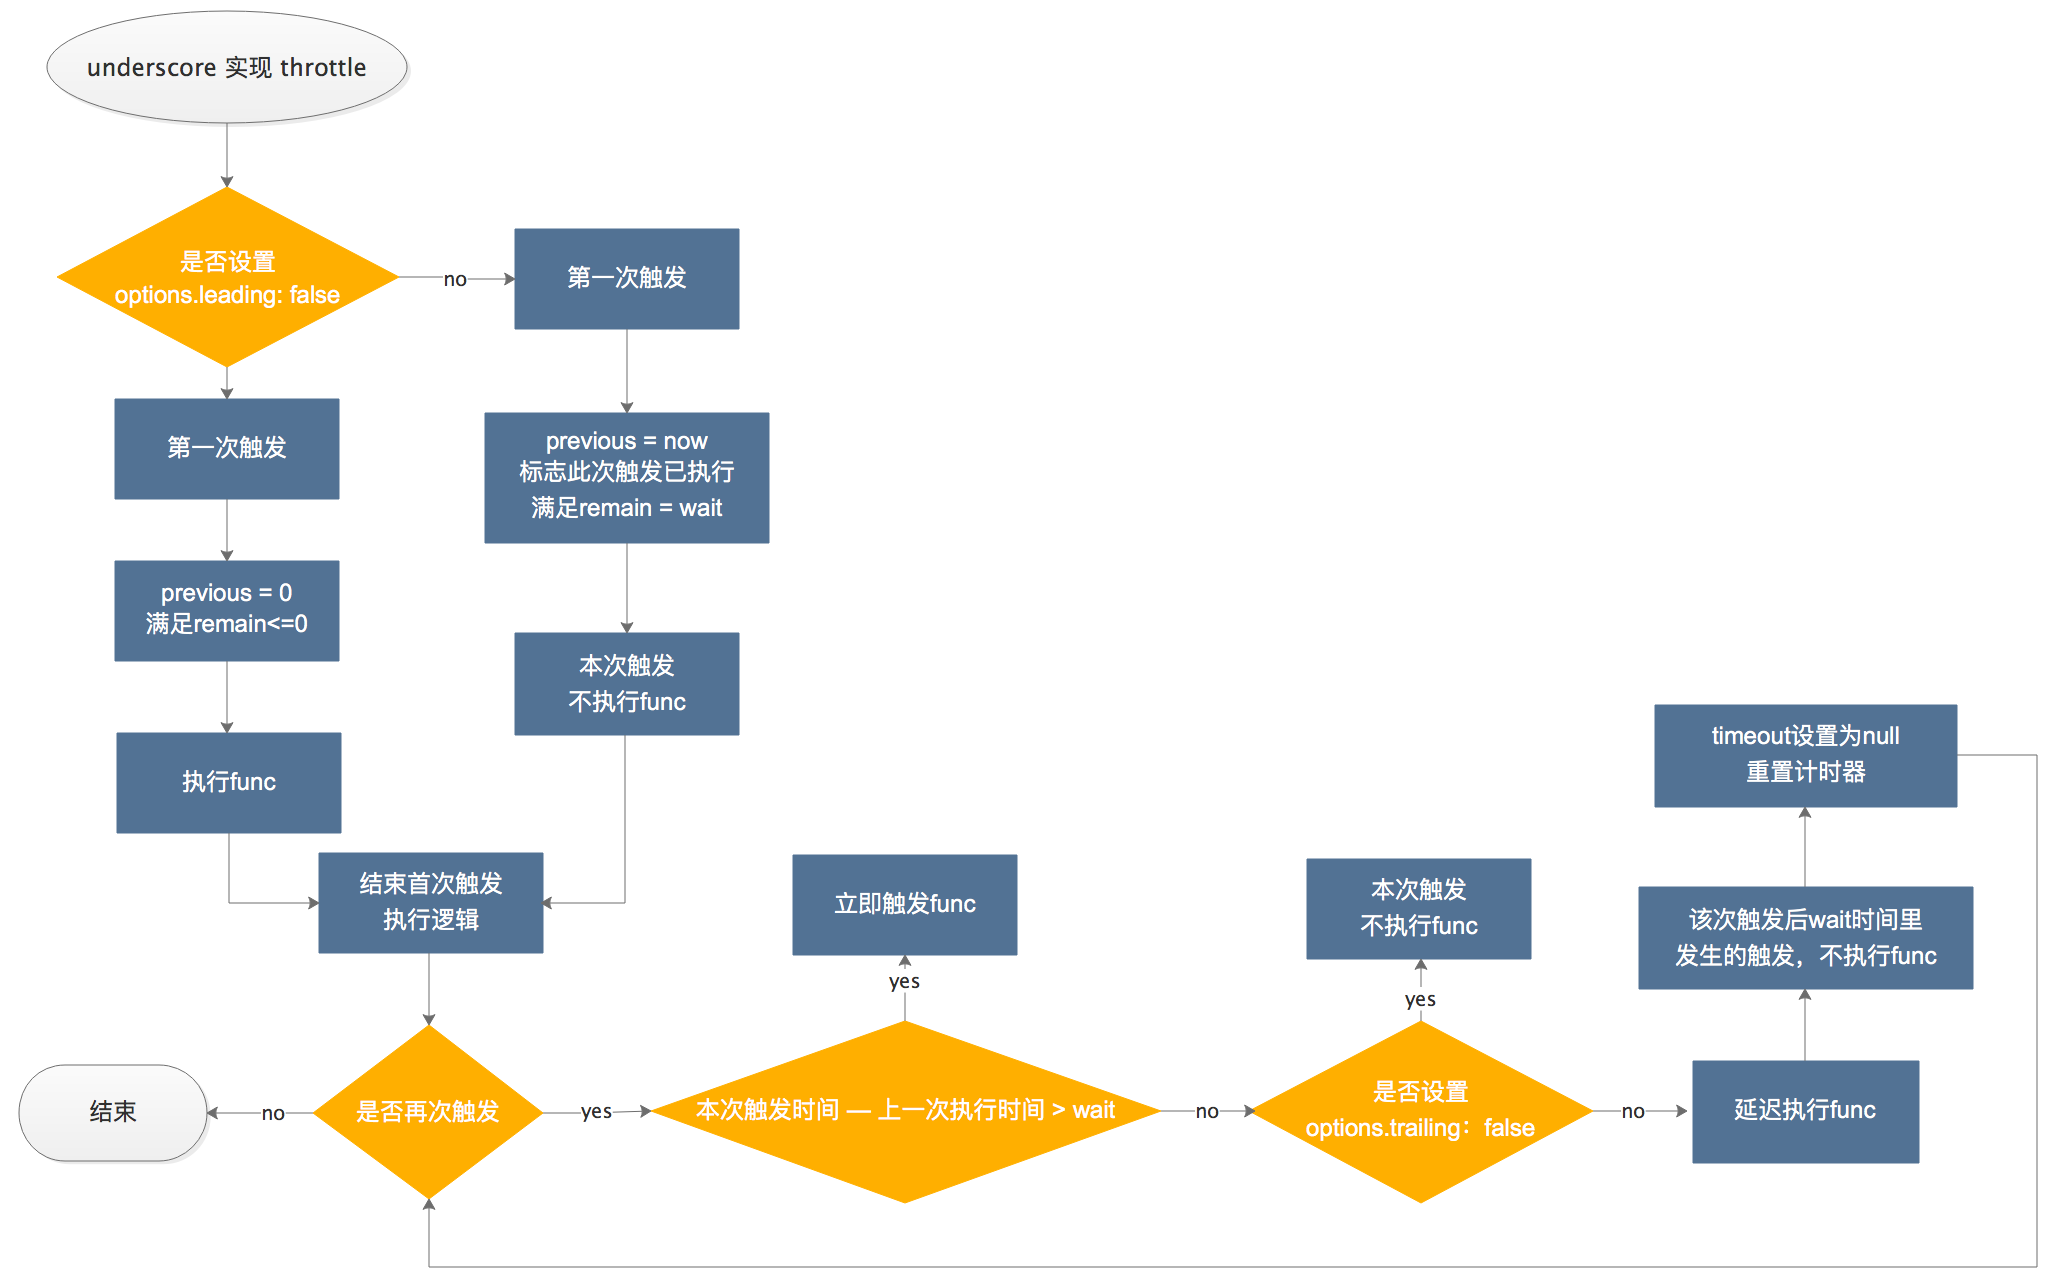 underscore 实现 throttle
是否设置
options.leading: false
no
第一次触发
第一次触发
previous = now
标志此次触发已执行
满足remain = wait
previous = 0
满足remain<=0
本次触发
不执行func
执行func
结束首次触发
执行逻辑
立即触发func
yes
本次触发
不执行func
yes
timeout设置为null
重置计时器
该次触发后wait时间里
发生的触发，不执行func
结束
no
是否再次触发
yes
本次触发时间 — 上一次执行时间 > wait
no
是否设置
options.trailing：false
no
延迟执行func